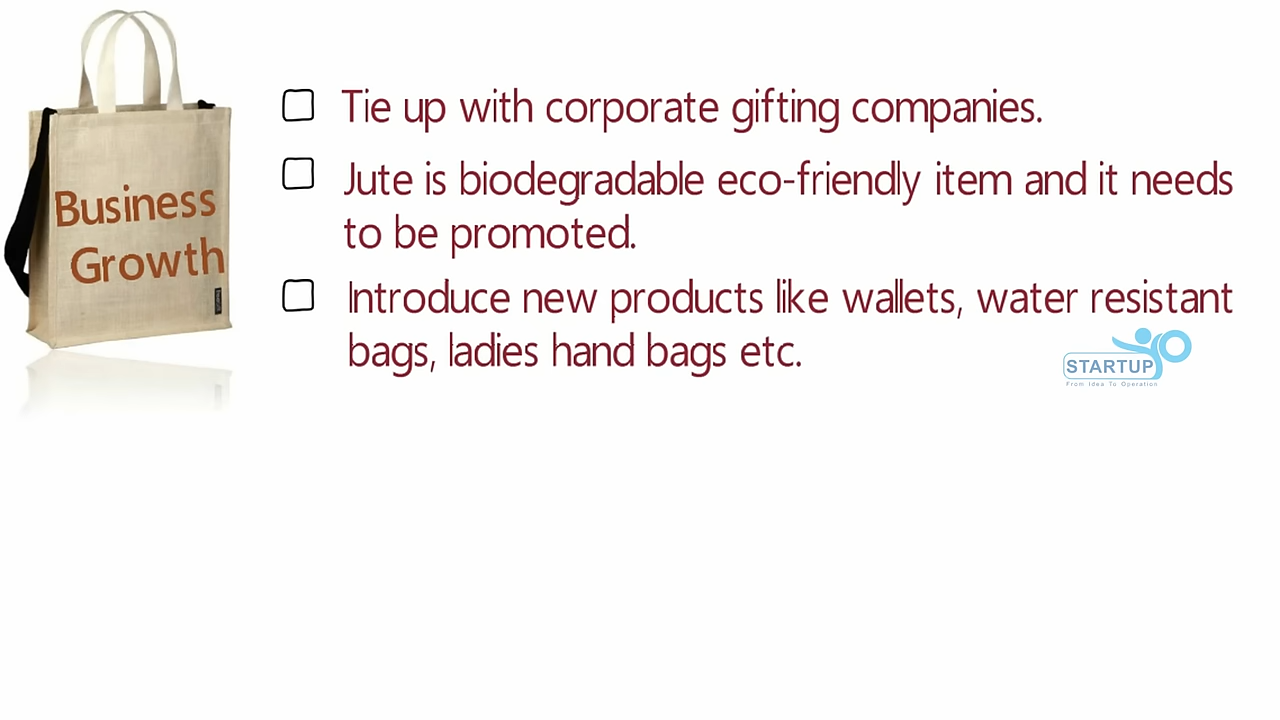 Business
Growth
Tie up with corporate gifting companies.
Jute is biodegradable eco-friendly item and it needs
to be promoted.
Introduce new products like wallets, water resistant
bags, ladies hand bags etc.
STARTUP
From Idea To Operation